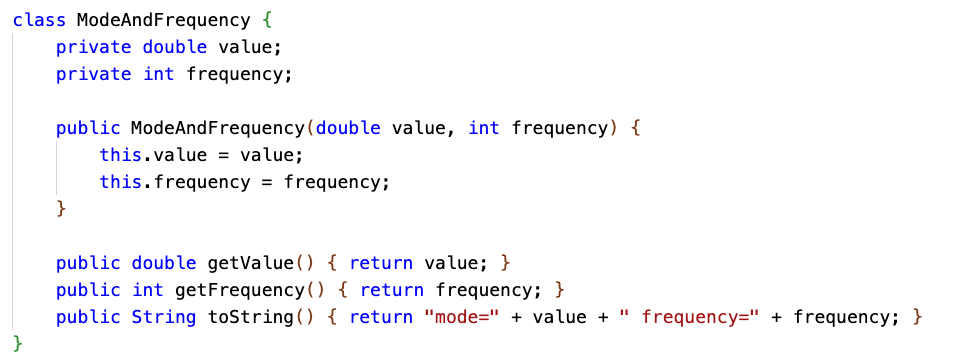 class ModeAndFrequency {
    private double value;
    private int frequency;

    public ModeAndFrequency(double value, int frequency) {
        this.value = value;
        this.frequency = frequency;
    }

    public double getValue() { return value; }
    public int getFrequency() { return frequency; }
    public String toString() { return "mode=" + value + " frequency=" + frequency; }
}